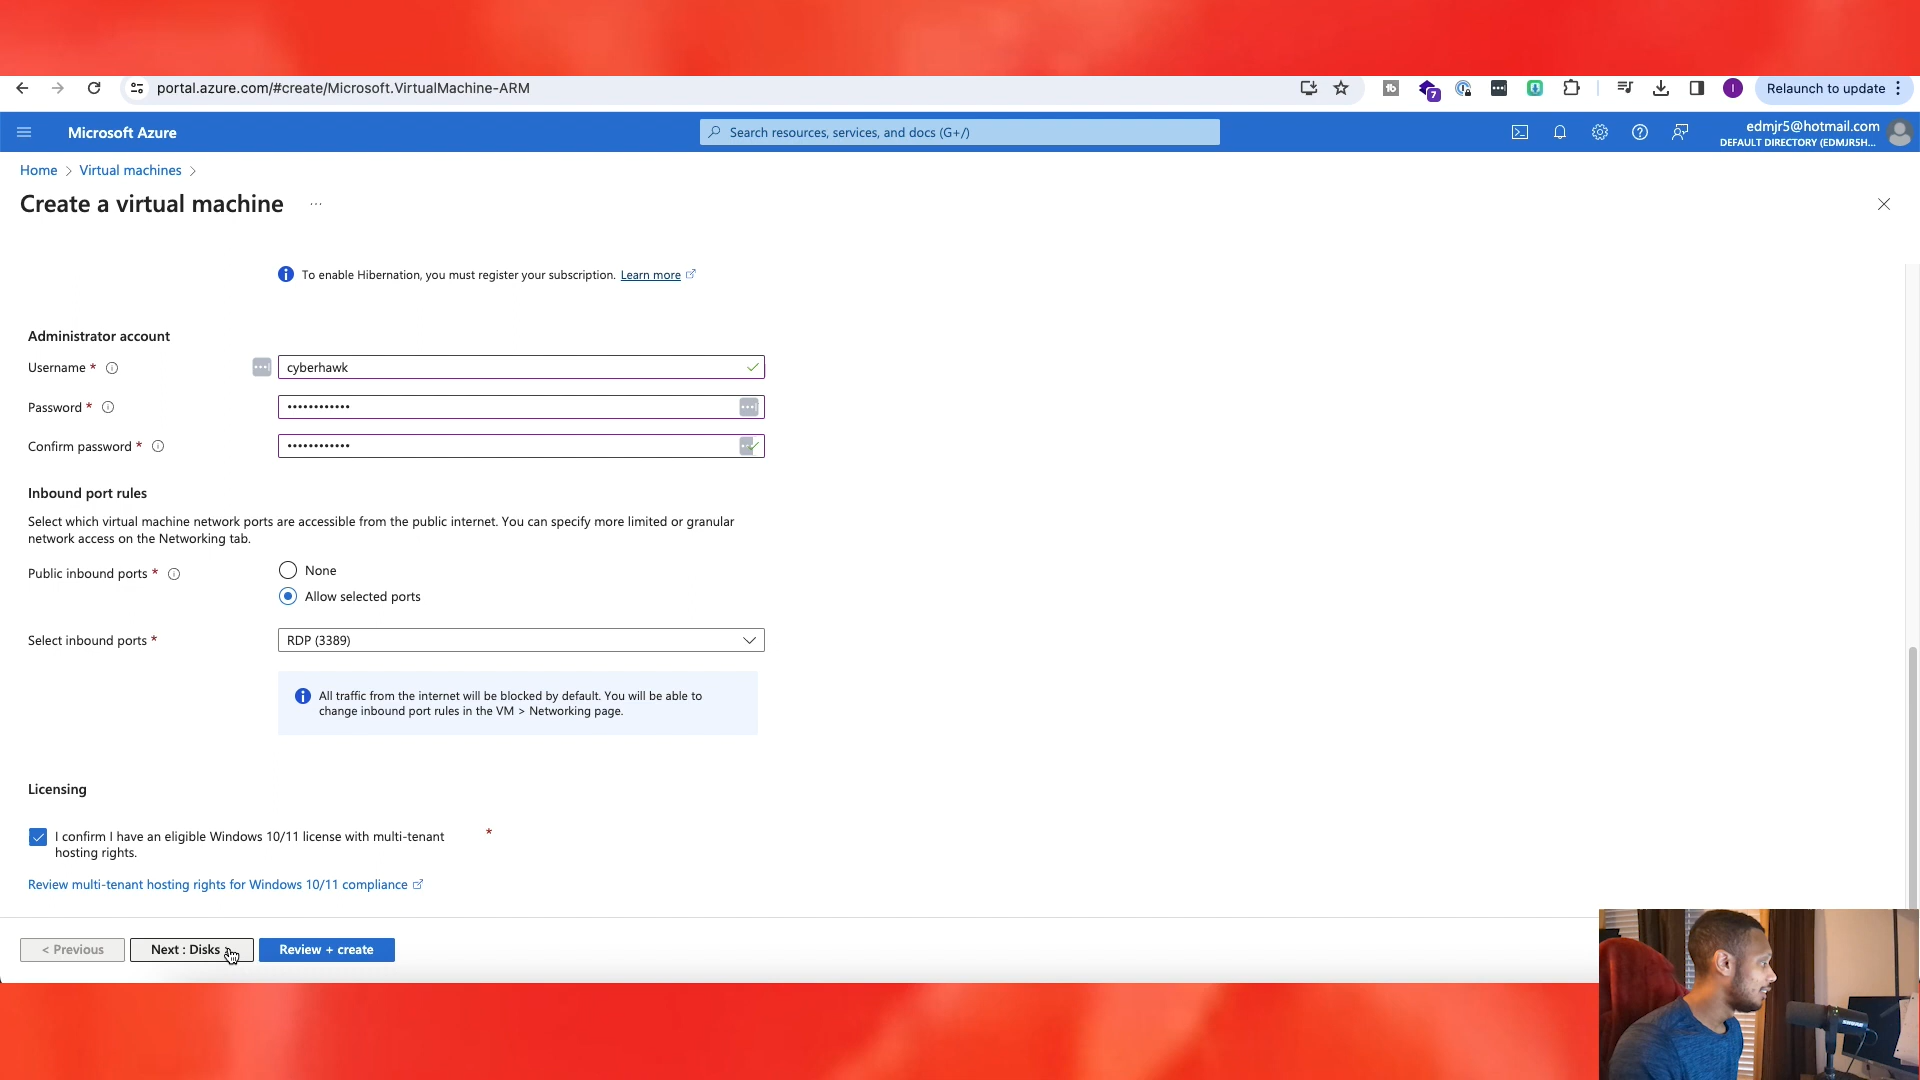 portal.azure.com/#create/Microsoft.VirtualMachine-ARM
7
I
Relaunch to update
Microsoft Azure
Search resources, services, and docs (G+/)
edmjr5@hotmail.com
DEFAULT DIRECTORY (EDMJR5H...
Home > Virtual machines >
Create a virtual machine ...
To enable Hibernation, you must register your subscription. Learn more
Administrator account
Username *
cyberhawk
Password *
••••••••••••
Confirm password *
••••••••••••
Inbound port rules
Select which virtual machine network ports are accessible from the public internet. You can specify more limited or granular
network access on the Networking tab.
Public inbound ports *
None
Allow selected ports
Select inbound ports *
RDP (3389)
All traffic from the internet will be blocked by default. You will be able to
change inbound port rules in the VM > Networking page.
Licensing
I confirm I have an eligible Windows 10/11 license with multi-tenant *
hosting rights.
Review multi-tenant hosting rights for Windows 10/11 compliance
< Previous
Next : Disks >
Review + create
SHURE